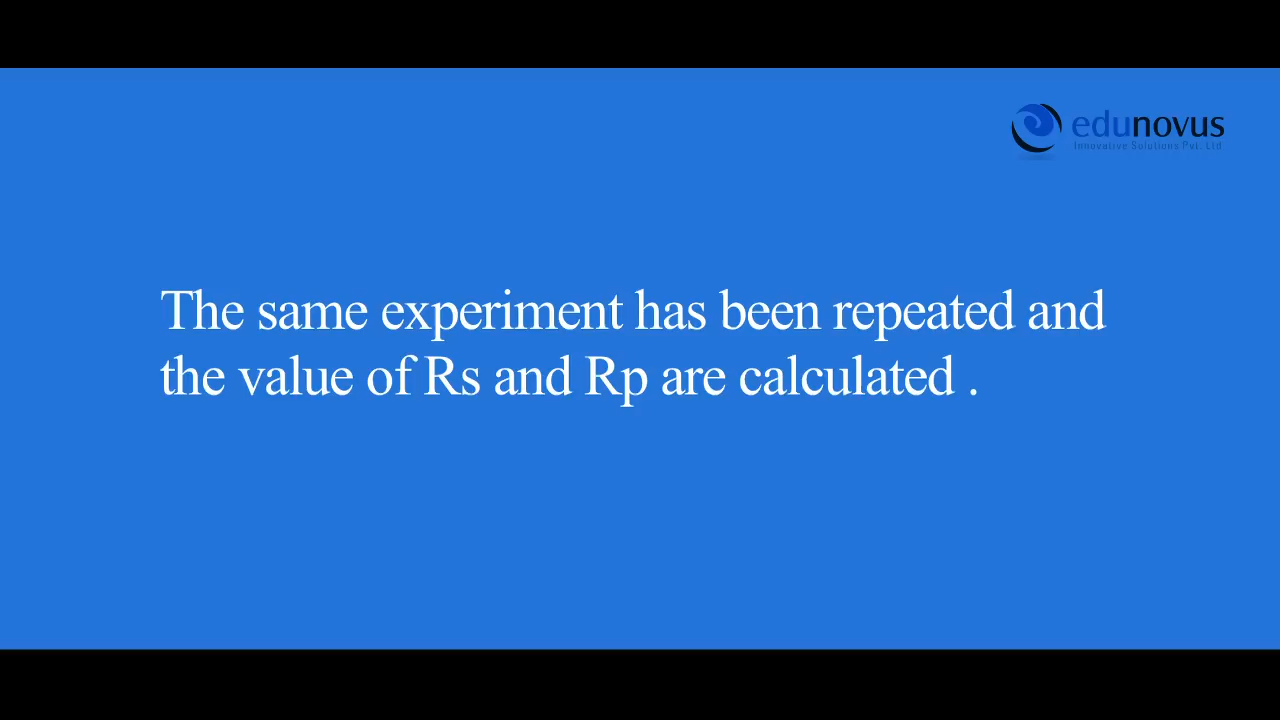 edunovus
Innovative Solutions Pvt. Ltd
The same experiment has been repeated and
the value of Rs and Rp are calculated .